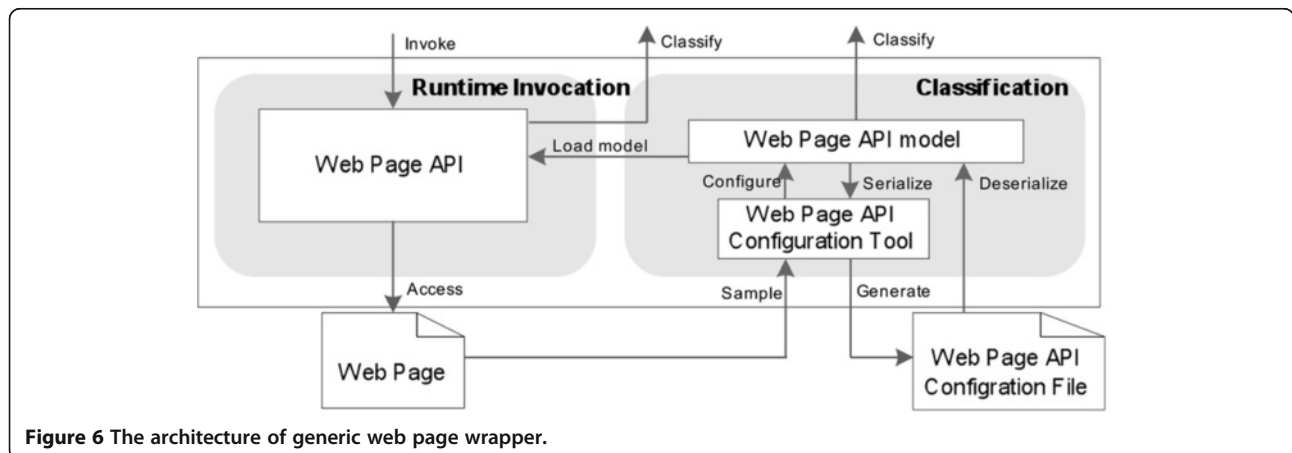 Invoke
Classify
Classify
Runtime Invocation
Classification
Web Page API
Load model
Web Page API model
Configure
Serialize
Deserialize
Web Page API
Configuration Tool
Access
Sample
Generate
Web Page
Web Page API
Configration File
Figure 6 The architecture of generic web page wrapper.